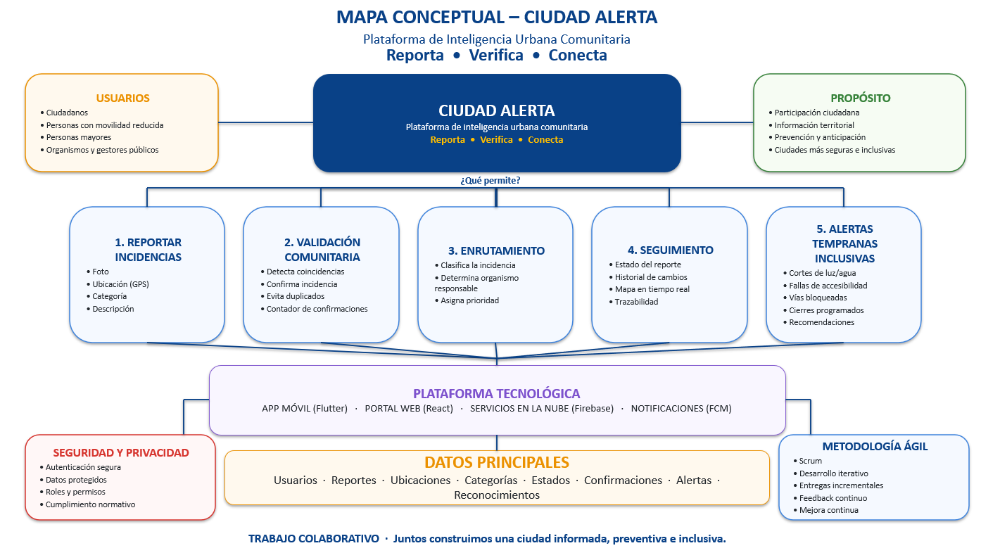 MAPA CONCEPTUAL – CIUDAD ALERTA
Plataforma de Inteligencia Urbana Comunitaria
Reporta • Verifica • Conecta
USUARIOS
• Ciudadanos
• Personas con movilidad reducida
• Personas mayores
• Organismos y gestores públicos
CIUDAD ALERTA
Plataforma de inteligencia urbana comunitaria
Reporta • Verifica • Conecta
PROPÓSITO
• Participación ciudadana
• Información territorial
• Prevención y anticipación
• Ciudades más seguras e inclusivas
¿Qué permite?
1. REPORTAR
INCIDENCIAS
• Foto
• Ubicación (GPS)
• Categoría
• Descripción
2. VALIDACIÓN
COMUNITARIA
• Detecta coincidencias
• Confirma incidencia
• Evita duplicados
• Contador de confirmaciones
3. ENRUTAMIENTO
• Clasifica la incidencia
• Determina organismo
responsable
• Asigna prioridad
4. SEGUIMIENTO
• Estado del reporte
• Historial de cambios
• Mapa en tiempo real
• Trazabilidad
5. ALERTAS
TEMPRANAS
INCLUSIVAS
• Cortes de luz/agua
• Fallas de accesibilidad
• Vías bloqueadas
• Cierres programados
• Recomendaciones
PLATAFORMA TECNOLÓGICA
APP MÓVIL (Flutter) · PORTAL WEB (React) · SERVICIOS EN LA NUBE (Firebase) · NOTIFICACIONES (FCM)
SEGURIDAD Y PRIVACIDAD
• Autenticación segura
• Datos protegidos
• Roles y permisos
• Cumplimiento normativo
DATOS PRINCIPALES
Usuarios · Reportes · Ubicaciones · Categorías · Estados · Confirmaciones · Alertas ·
Reconocimientos
METODOLOGÍA ÁGIL
• Scrum
• Desarrollo iterativo
• Entregas incrementales
• Feedback continuo
• Mejora continua
TRABAJO COLABORATIVO · Juntos construimos una ciudad informada, preventiva e inclusiva.